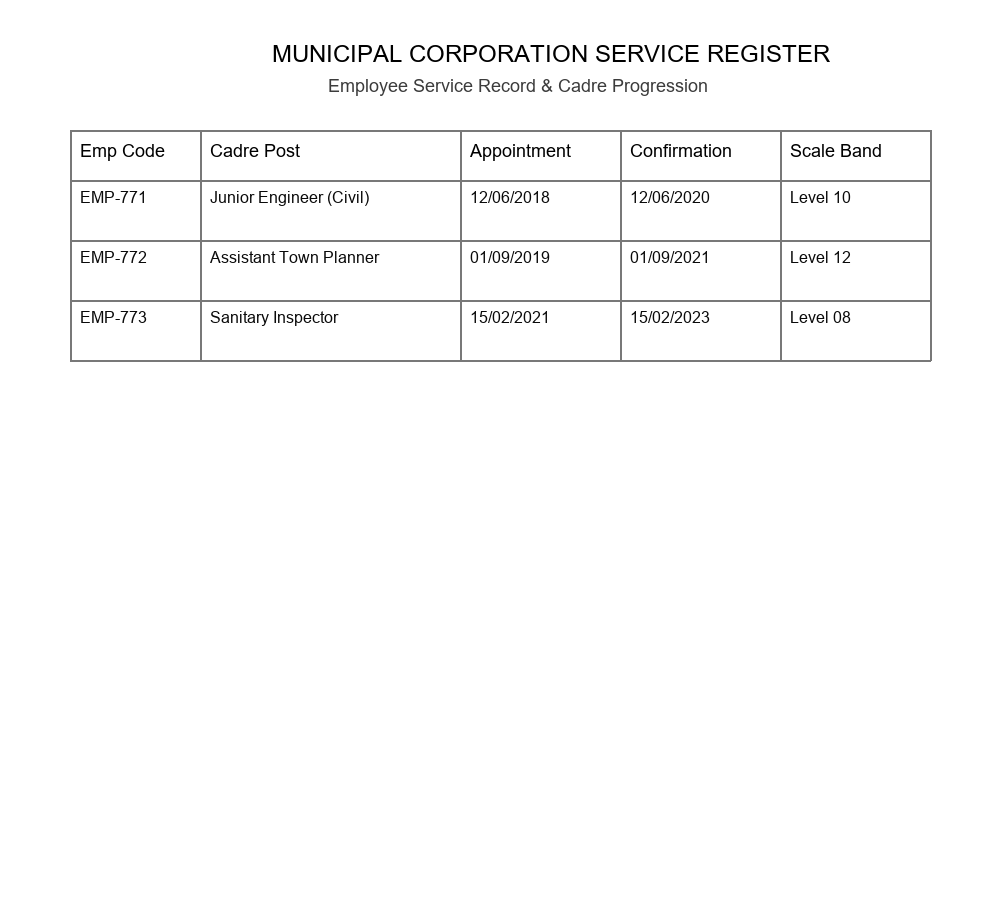 MUNICIPAL CORPORATION SERVICE REGISTER
Employee Service Record & Cadre Progression
Emp Code Cadre Post Appointment Confirmation Scale Band
EMP-771 Junior Engineer (Civil) 12/06/2018 12/06/2020 Level 10
EMP-772 Assistant Town Planner 01/09/2019 01/09/2021 Level 12
EMP-773 Sanitary Inspector 15/02/2021 15/02/2023 Level 08